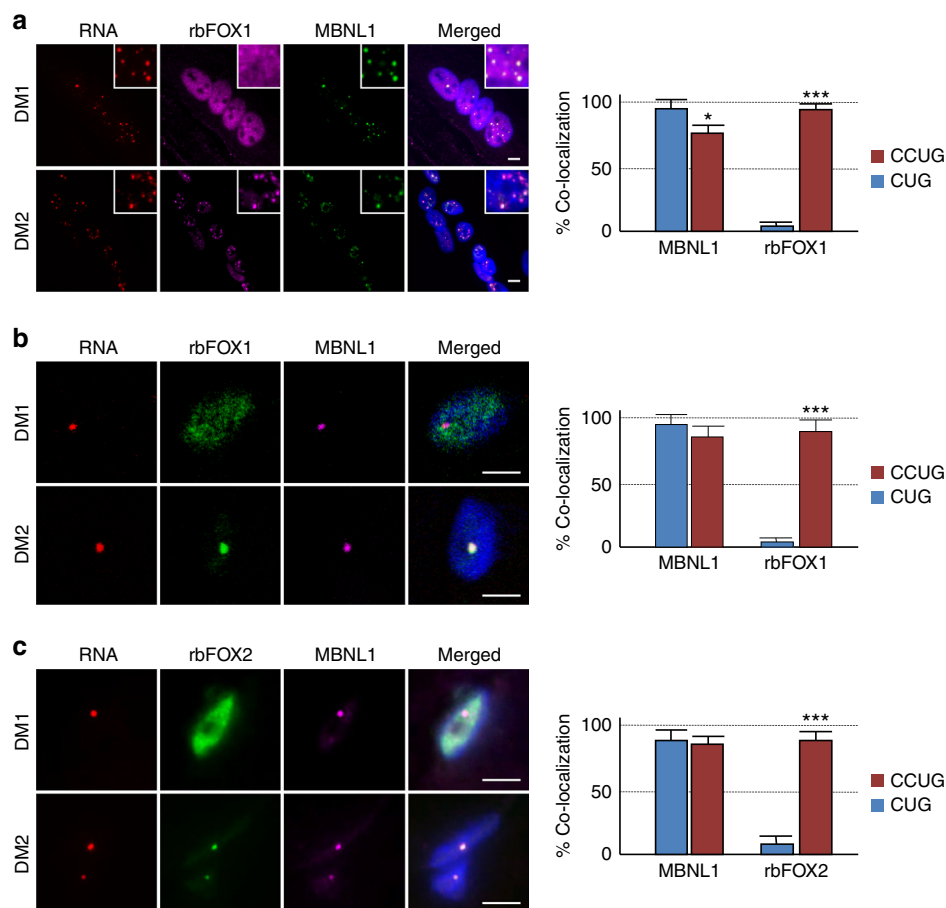 a
RNA rbFOX1 MBNL1 Merged
DM1
DM2
% Co-localization
100
50
0
*
***
MBNL1 rbFOX1
CCUG
CUG
b
RNA rbFOX1 MBNL1 Merged
DM1
DM2
% Co-localization
100
50
0
***
MBNL1 rbFOX1
CCUG
CUG
c
RNA rbFOX2 MBNL1 Merged
DM1
DM2
% Co-localization
100
50
0
***
MBNL1 rbFOX2
CCUG
CUG